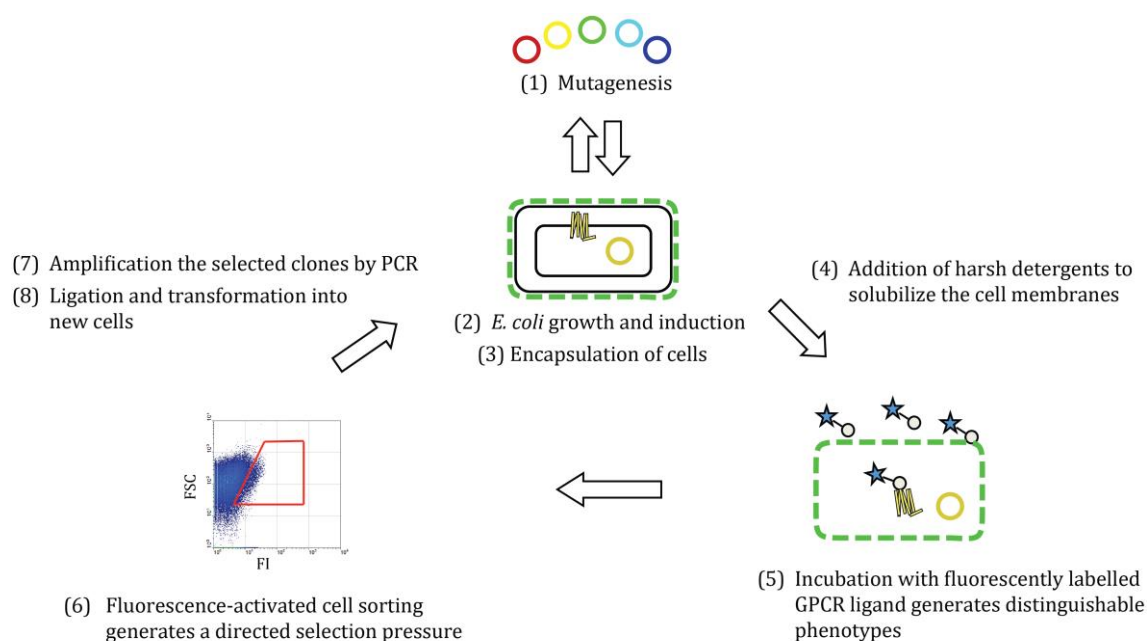 (1) Mutagenesis
(2) E. coli growth and induction
(3) Encapsulation of cells
(4) Addition of harsh detergents to
solubilize the cell membranes
(5) Incubation with fluorescently labelled
GPCR ligand generates distinguishable
phenotypes
FSC
FI
(6) Fluorescence-activated cell sorting
generates a directed selection pressure
(7) Amplification the selected clones by PCR
(8) Ligation and transformation into
new cells